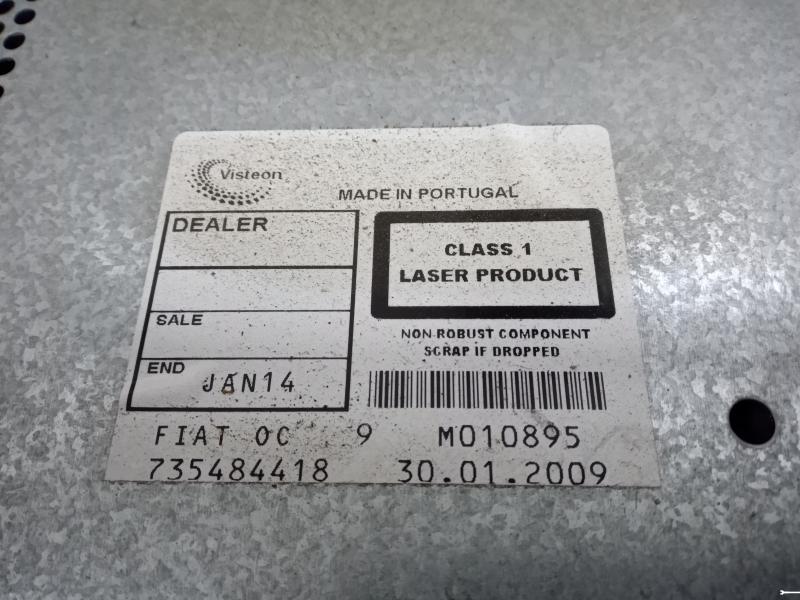 Visteon
MADE IN PORTUGAL
DEALER
CLASS 1
LASER PRODUCT
SALE
NON ROBUST COMPONENT
SCRAP IF DROPPED
END JAN14
FIAT OC 9 M010895
735484418 30.01.2009